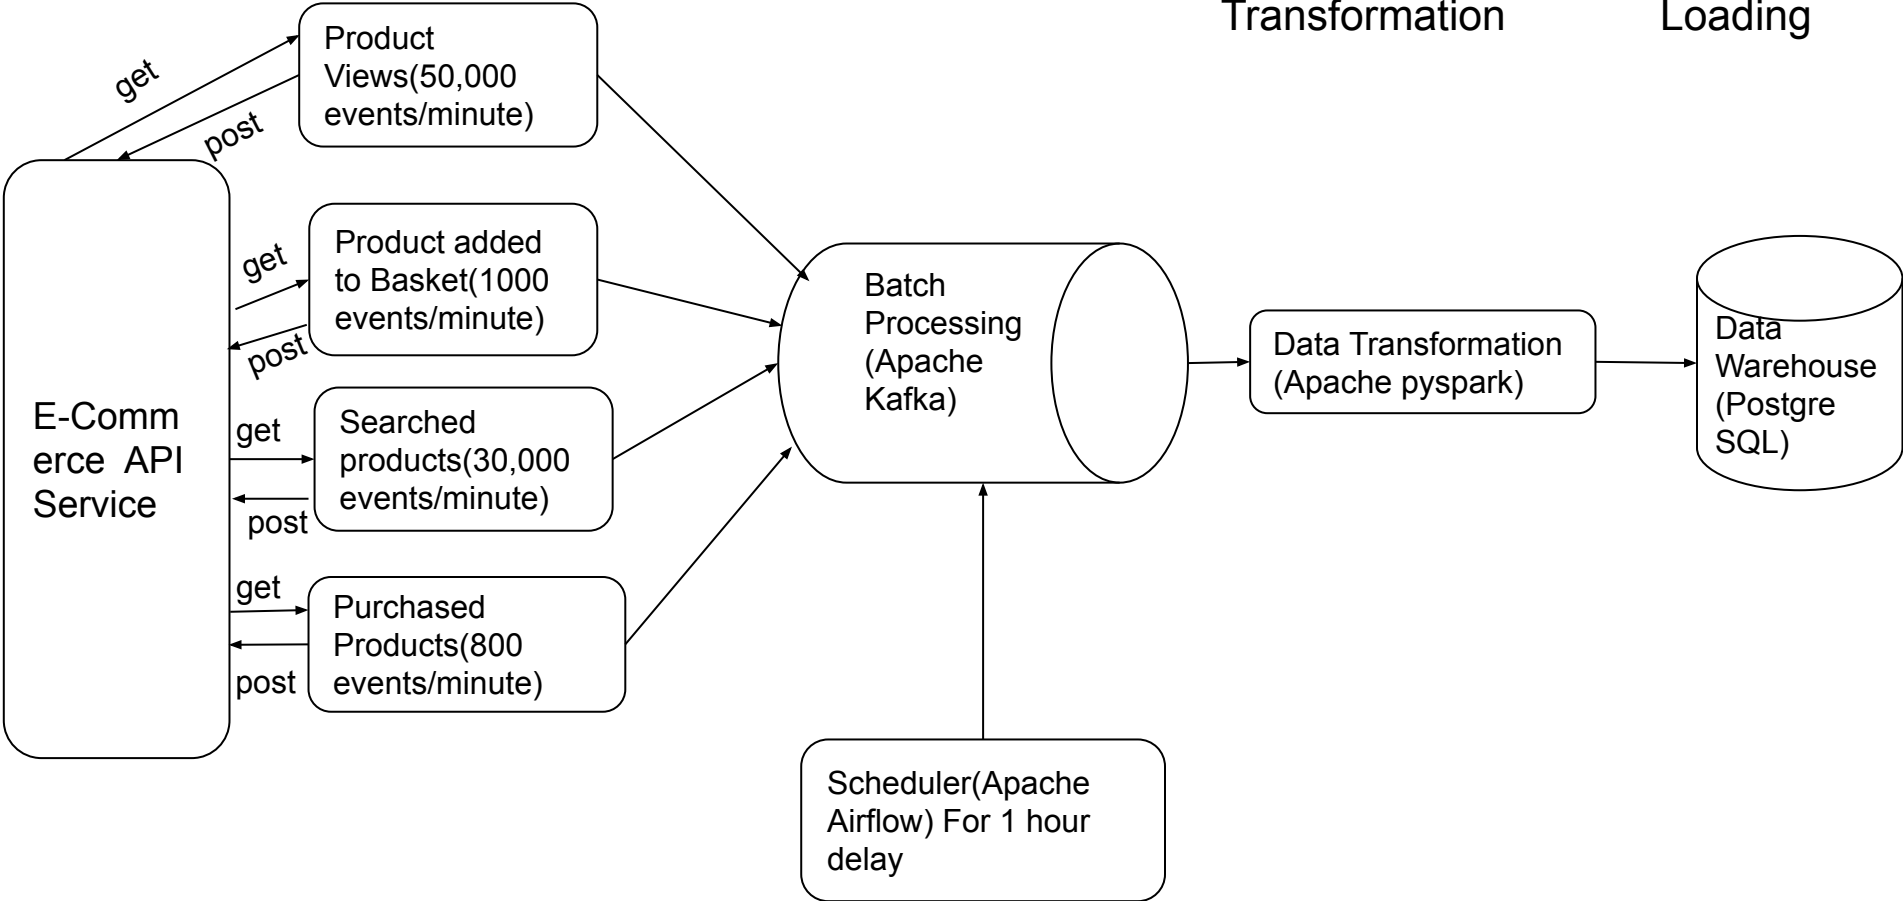 Transformation
Loading
get
post
Product
Views(50,000
events/minute)
get
post
Product added
to Basket(1000
events/minute)
E-Comm
erce API
Service
get
post
Searched
products(30,000
events/minute)
get
post
Purchased
Products(800
events/minute)
Batch
Processing
(Apache
Kafka)
Data Transformation
(Apache pyspark)
Data
Warehouse
(Postgre
SQL)
Scheduler(Apache
Airflow) For 1 hour
delay